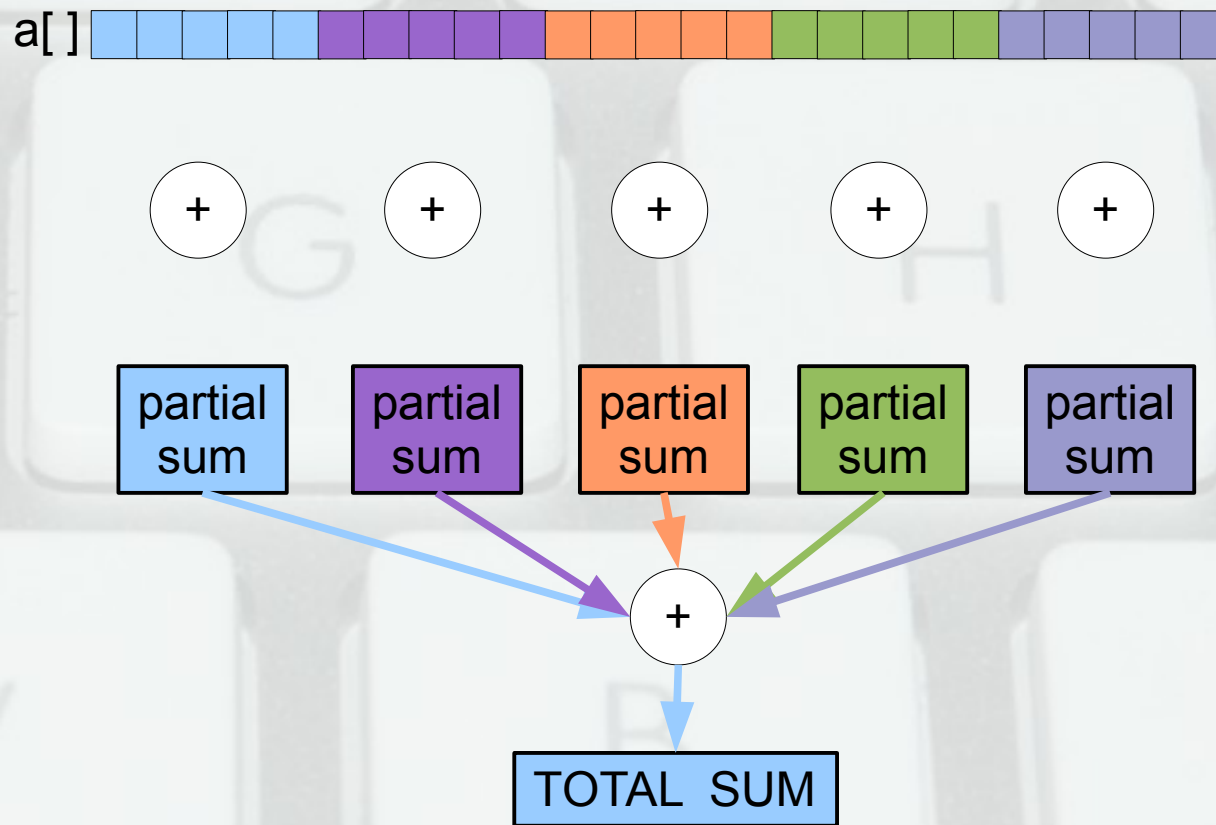 a[ ]
+ + + + +
G H
partial partial partial partial partial
sum sum sum sum sum
+
B
TOTAL SUM